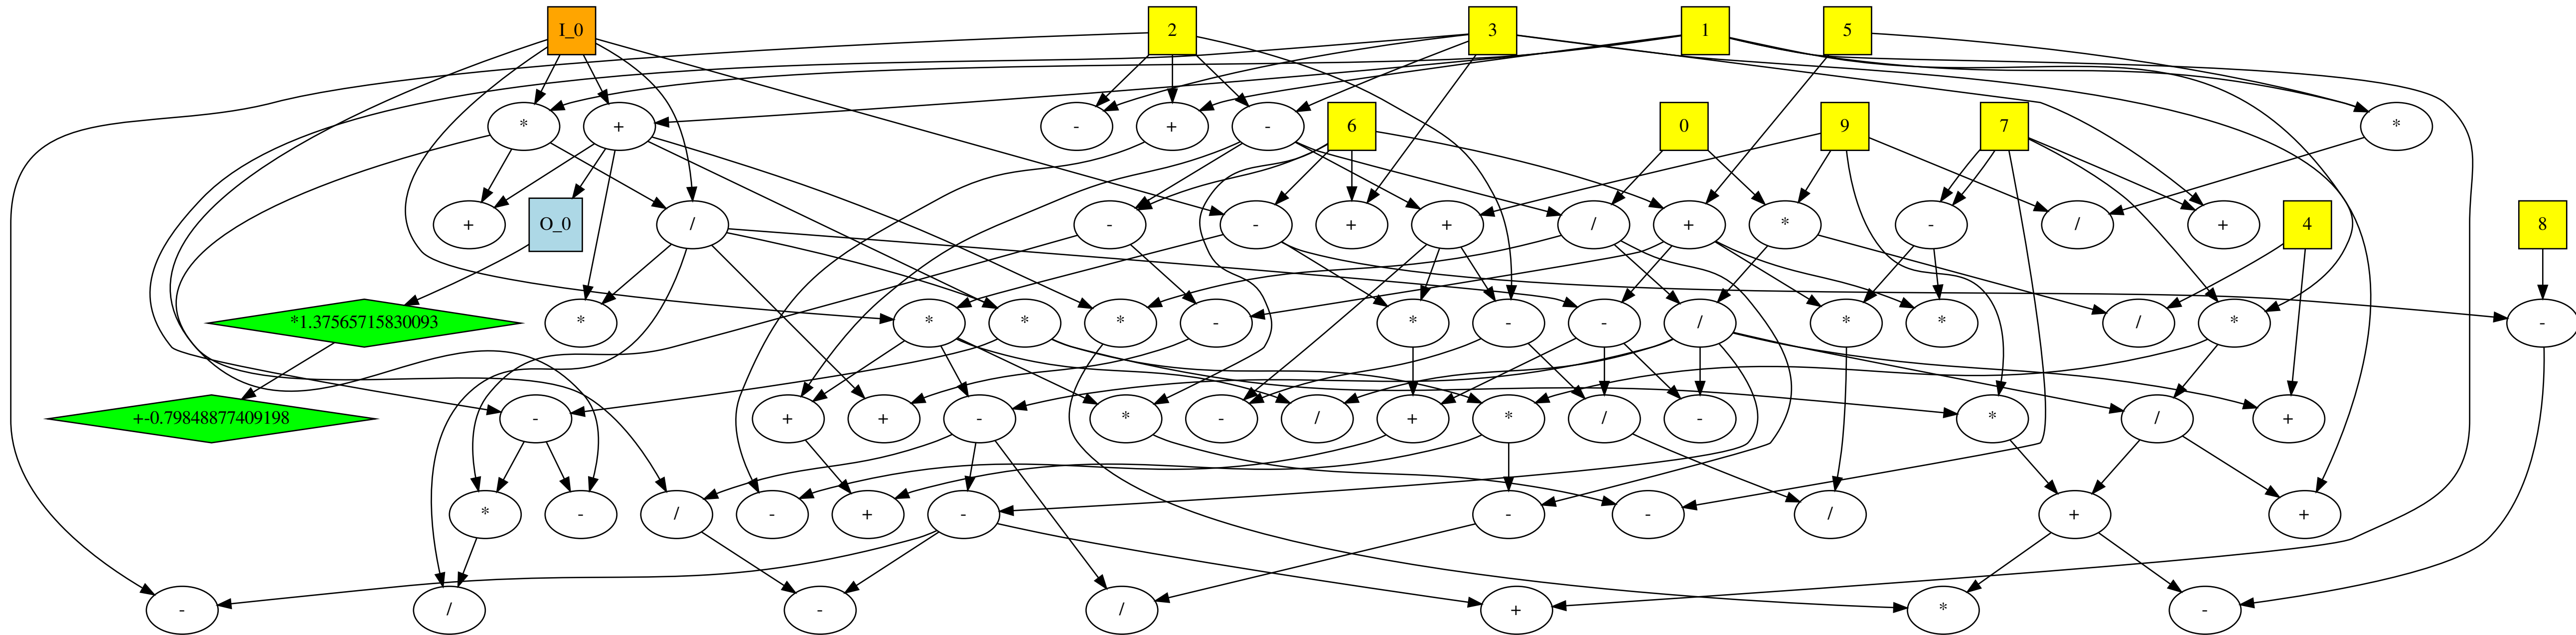 I_0 2 3 1 5
* + - + - 6 0 9 7 *
+ O_0 / - - + + / + * - / + 4 8
*1.37565715830093 * * * * - * - - / * * / * -
+-0.79848877409198 - + + - * - / + * / - * / +
* - / - + - - - / + +
- / - / + * -